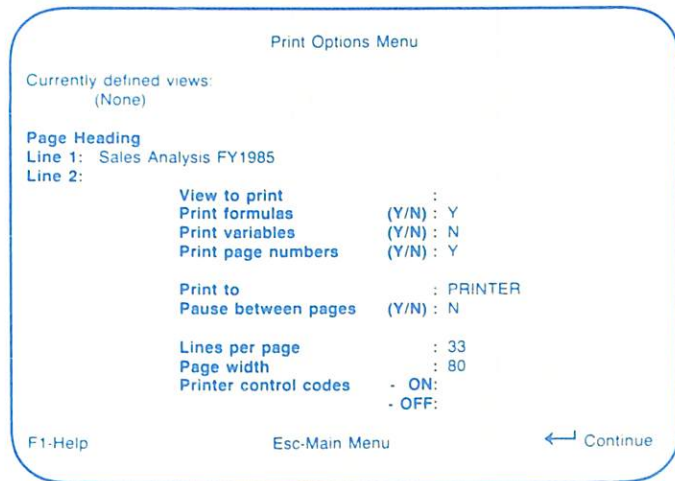 Print Options Menu
Currently defined views:
(None)
Page Heading
Line 1: Sales Analysis FY1985
Line 2:
View to print :
Print formulas (Y/N) : Y
Print variables (Y/N) : N
Print page numbers (Y/N) : Y
Print to : PRINTER
Pause between pages (Y/N) : N
Lines per page : 33
Page width : 80
Printer control codes - ON:
- OFF:
F1-Help Esc-Main Menu ← Continue